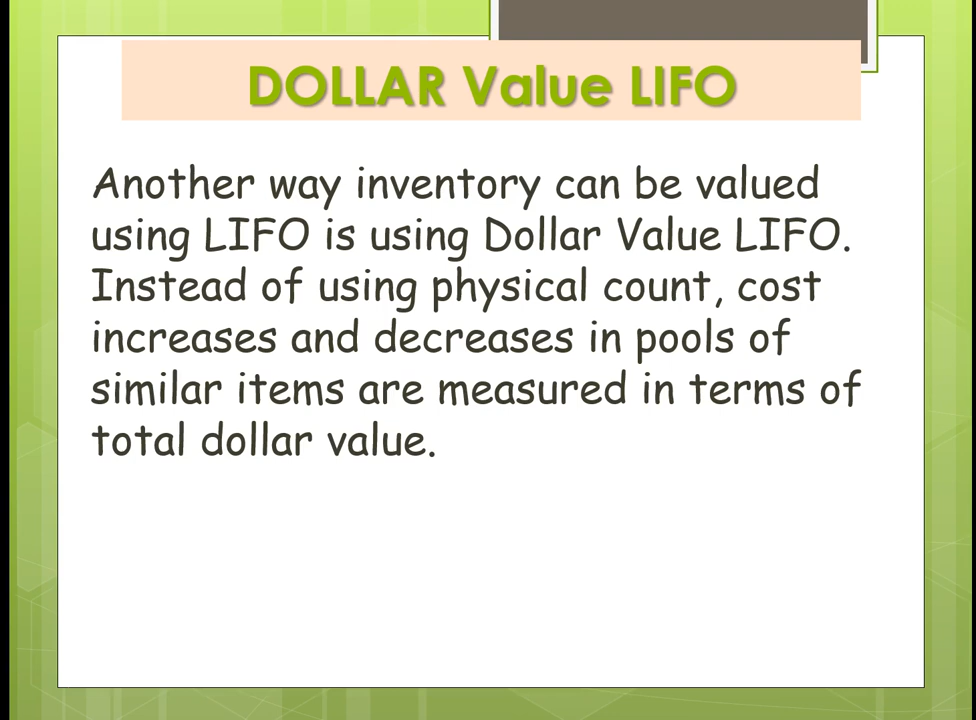 DOLLAR Value LIFO
Another way inventory can be valued
using LIFO is using Dollar Value LIFO.
Instead of using physical count, cost
increases and decreases in pools of
similar items are measured in terms of
total dollar value.